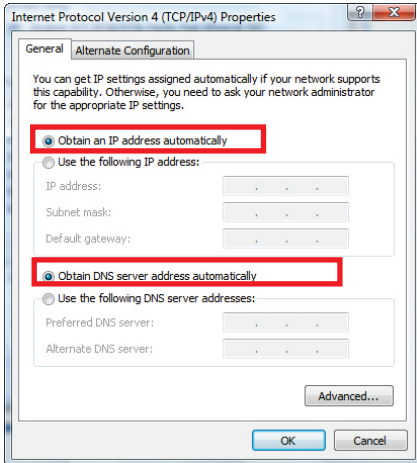 Internet Protocol Version 4 (TCP/IPv4) Properties
General
Alternate Configuration
You can get IP settings assigned automatically if your network supports
this capability. Otherwise, you need to ask your network administrator
for the appropriate IP settings.
Obtain an IP address automatically
Use the following IP address:
IP address:
Subnet mask:
Default gateway:
Obtain DNS server address automatically
Use the following DNS server addresses:
Preferred DNS server:
Alternate DNS server:
Advanced...
OK
Cancel